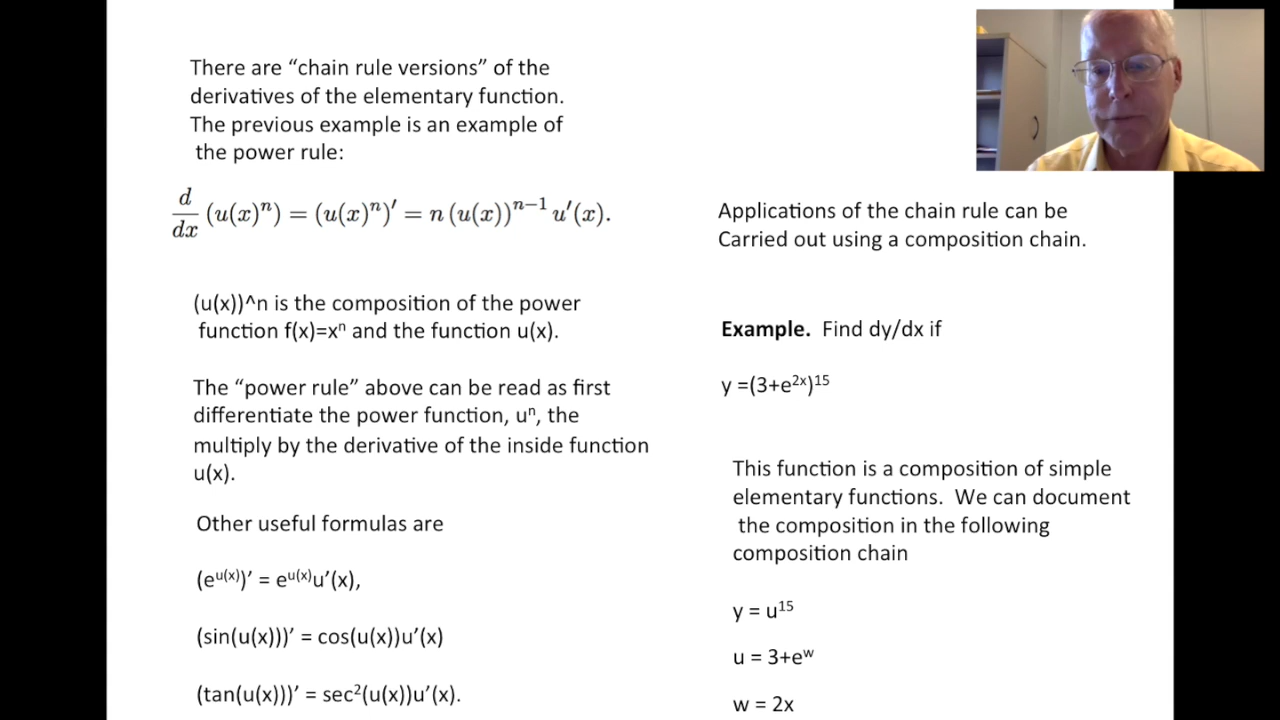 There are “chain rule versions” of the
derivatives of the elementary function.
The previous example is an example of
the power rule:
d/dx (u(x)ⁿ) = (u(x)ⁿ)′ = n (u(x))ⁿ⁻¹ u′(x).
(u(x))^n is the composition of the power
function f(x)=xⁿ and the function u(x).
The “power rule” above can be read as first
differentiate the power function, uⁿ, the
multiply by the derivative of the inside function
u(x).
Other useful formulas are
(e^u(x))’ = e^u(x)u’(x),
(sin(u(x)))’ = cos(u(x))u’(x)
(tan(u(x)))’ = sec²(u(x))u’(x).
Applications of the chain rule can be
Carried out using a composition chain.
Example. Find dy/dx if
y =(3+e²ˣ)¹⁵
This function is a composition of simple
elementary functions. We can document
the composition in the following
composition chain
y = u¹⁵
u = 3+eʷ
w = 2x